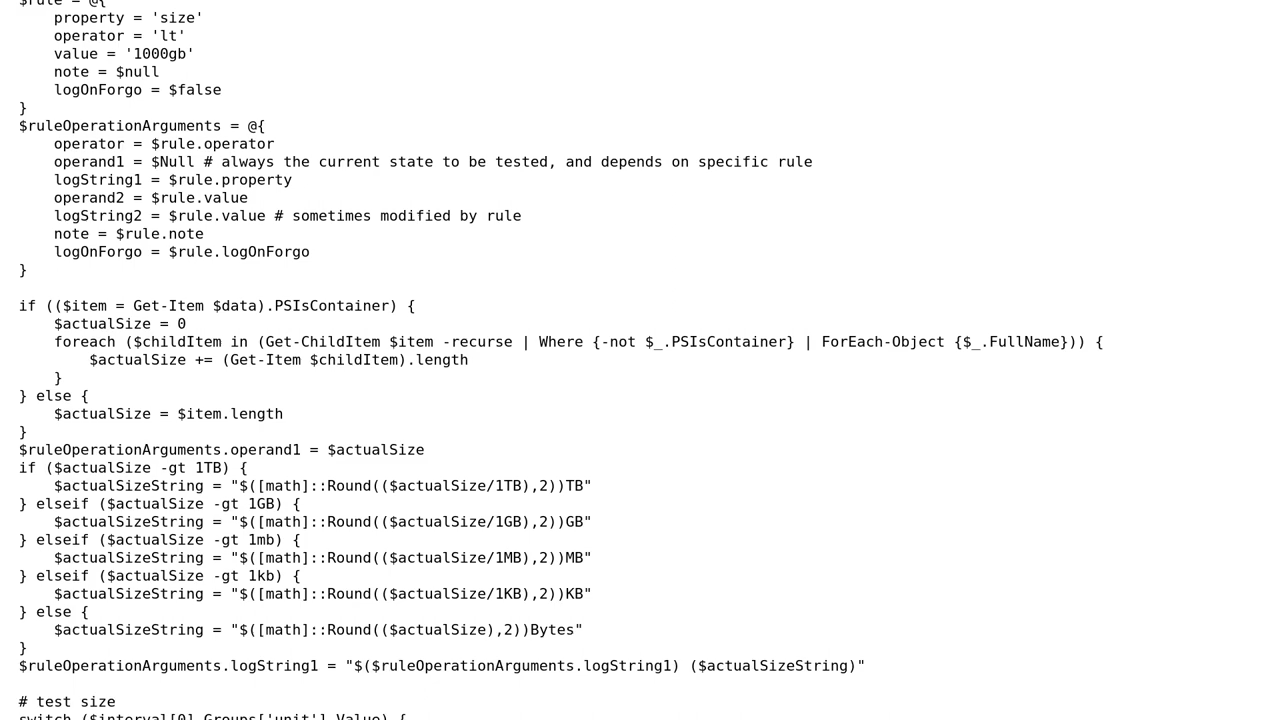 $rule = @{
    property = 'size'
    operator = 'lt'
    value = '1000gb'
    note = $null
    logOnForgo = $false
}
$ruleOperationArguments = @{
    operator = $rule.operator
    operand1 = $Null # always the current state to be tested, and depends on specific rule
    logString1 = $rule.property
    operand2 = $rule.value
    logString2 = $rule.value # sometimes modified by rule
    note = $rule.note
    logOnForgo = $rule.logOnForgo
}

if (($item = Get-Item $data).PSIsContainer) {
    $actualSize = 0
    foreach ($childItem in (Get-ChildItem $item -recurse | Where {-not $_.PSIsContainer} | ForEach-Object {$_.FullName})) {
        $actualSize += (Get-Item $childItem).length
    }
} else {
    $actualSize = $item.length
}
$ruleOperationArguments.operand1 = $actualSize
if ($actualSize -gt 1TB) {
    $actualSizeString = "$([math]::Round(($actualSize/1TB),2))TB"
} elseif ($actualSize -gt 1GB) {
    $actualSizeString = "$([math]::Round(($actualSize/1GB),2))GB"
} elseif ($actualSize -gt 1mb) {
    $actualSizeString = "$([math]::Round(($actualSize/1MB),2))MB"
} elseif ($actualSize -gt 1kb) {
    $actualSizeString = "$([math]::Round(($actualSize/1KB),2))KB"
} else {
    $actualSizeString = "$([math]::Round(($actualSize),2))Bytes"
}
$ruleOperationArguments.logString1 = "$($ruleOperationArguments.logString1) ($actualSizeString)"

# test size
switch ($interval[0].Groups['unit'].Value) {